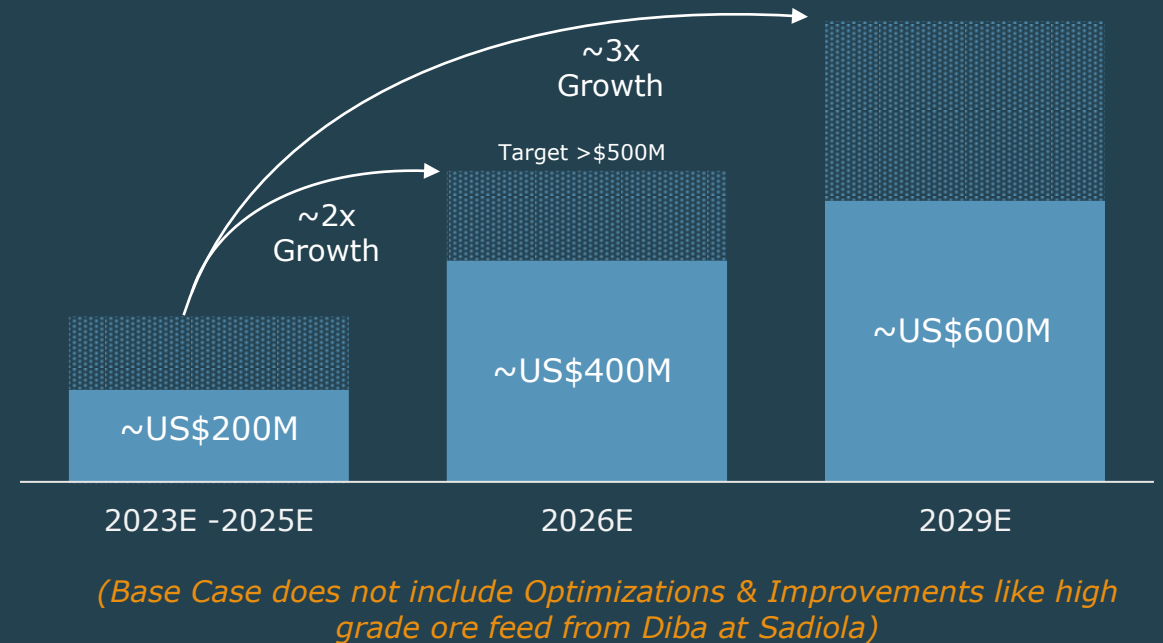 ~3x
Growth
Target >$500M
~2x
Growth
~US$600M
~US$400M
~US$200M
2023E -2025E
2026E
2029E
(Base Case does not include Optimizations & Improvements like high
grade ore feed from Diba at Sadiola)